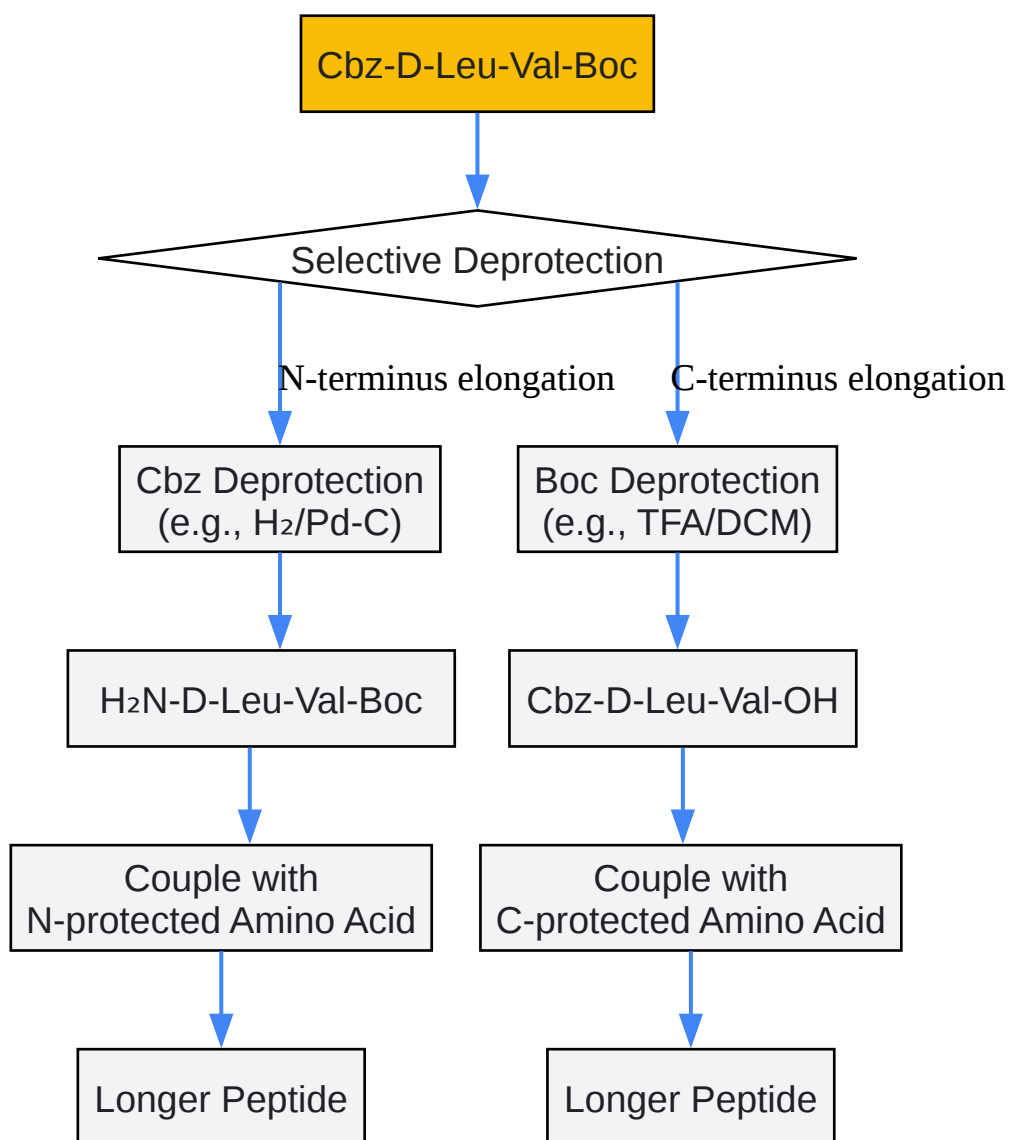 Cbz-D-Leu-Val-Boc
Selective Deprotection
N-terminus elongation
C-terminus elongation
Cbz Deprotection
(e.g., H₂/Pd-C)
Boc Deprotection
(e.g., TFA/DCM)
H₂N-D-Leu-Val-Boc
Cbz-D-Leu-Val-OH
Couple with
N-protected Amino Acid
Couple with
C-protected Amino Acid
Longer Peptide
Longer Peptide